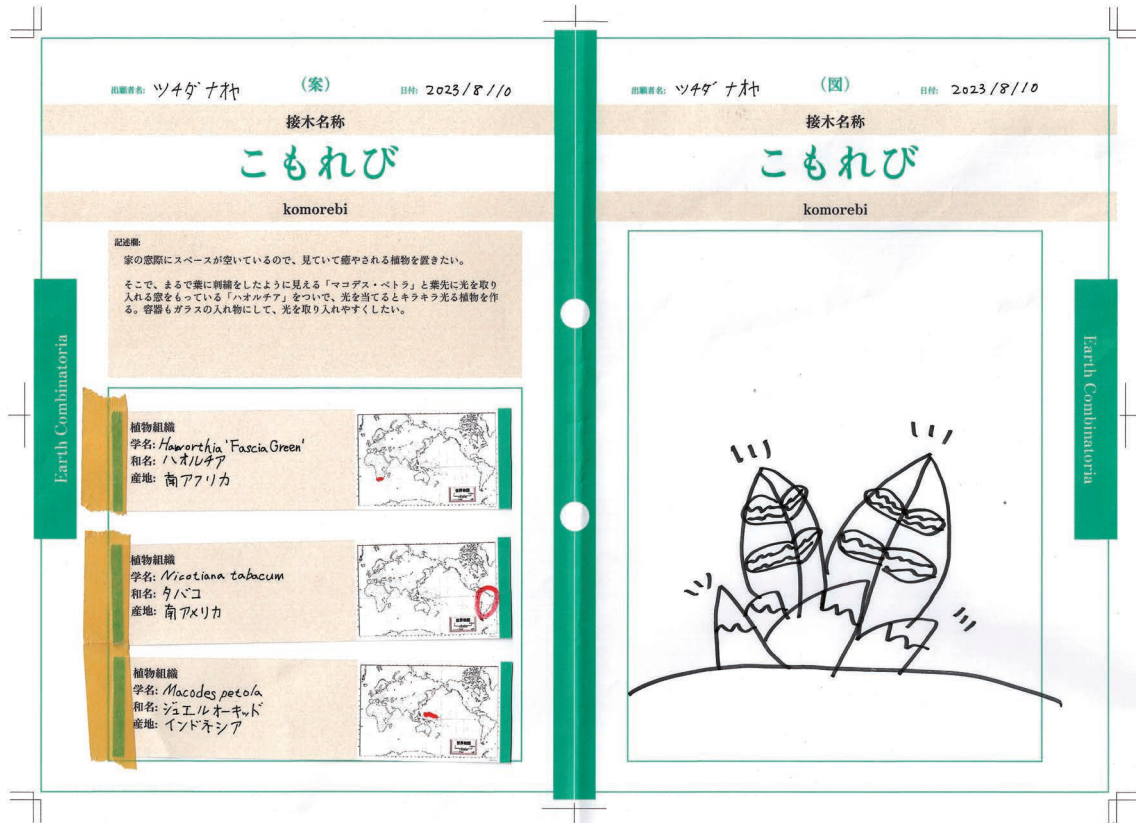 出願者名: ツチダ ナオヤ
（案）
日付: 2023/8/10
接木名称
こもれび
komorebi
記述欄:
家の窓際にスペースが空いているので、見ていて癒やされる植物を置きたい。
そこで、まるで葉に刺繍をしたように見える「マコデス・ペトラ」と葉先に光を取り
入れる窓をもっている「ハオルチア」をついで、光を当てるとキラキラ光る植物を作
る。容器もガラスの入れ物にして、光を取り入れやすくしたい。
Earth Combinatoria
植物組織
学名: Haworthia 'Fascia Green'
和名: ハオルチア
産地: 南アフリカ
世界地図
植物組織
学名: Nicotiana tabacum
和名: タバコ
産地: 南アメリカ
世界地図
植物組織
学名: Macodes petola
和名: ジュエルオーキッド
産地: インドネシア
世界地図
出願者名: ツチダ ナオヤ
（図）
日付: 2023/8/10
接木名称
こもれび
komorebi
Earth Combinatoria